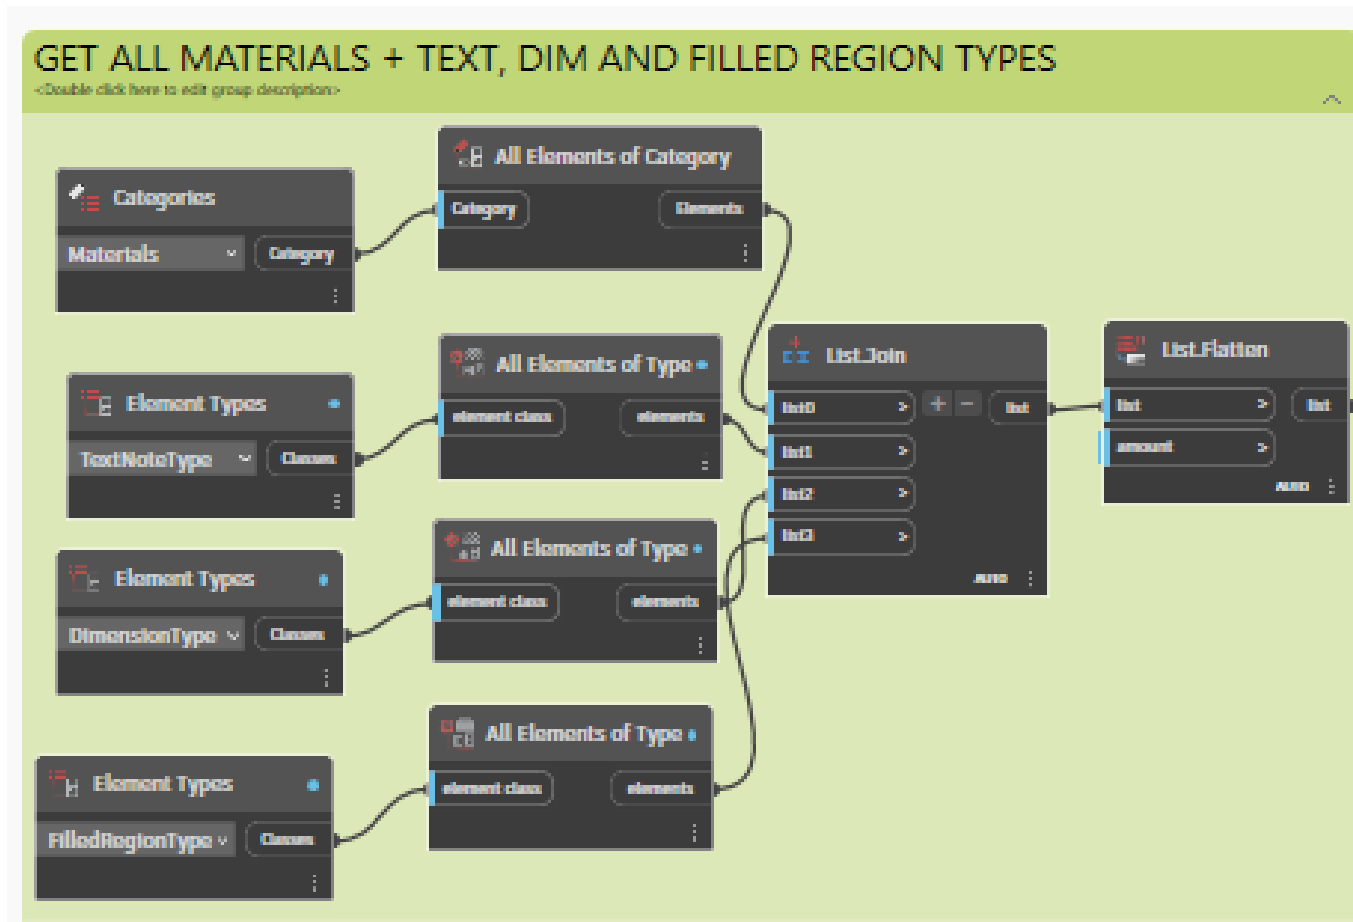 GET ALL MATERIALS + TEXT, DIM AND FILLED REGION TYPES
<Double click here to edit group description>
All Elements of Category
Category
Elements
Categories
Materials
Category
All Elements of Type
element class
elements
Element Types
TextNoteType
Classes
All Elements of Type
element class
elements
Element Types
DimensionType
Classes
All Elements of Type
element class
elements
Element Types
FilledRegionType
Classes
List.Join
list0 >
+ -
list
list1 >
list2 >
list3 >
AUTO
List.Flatten
list >
list
amount >
AUTO